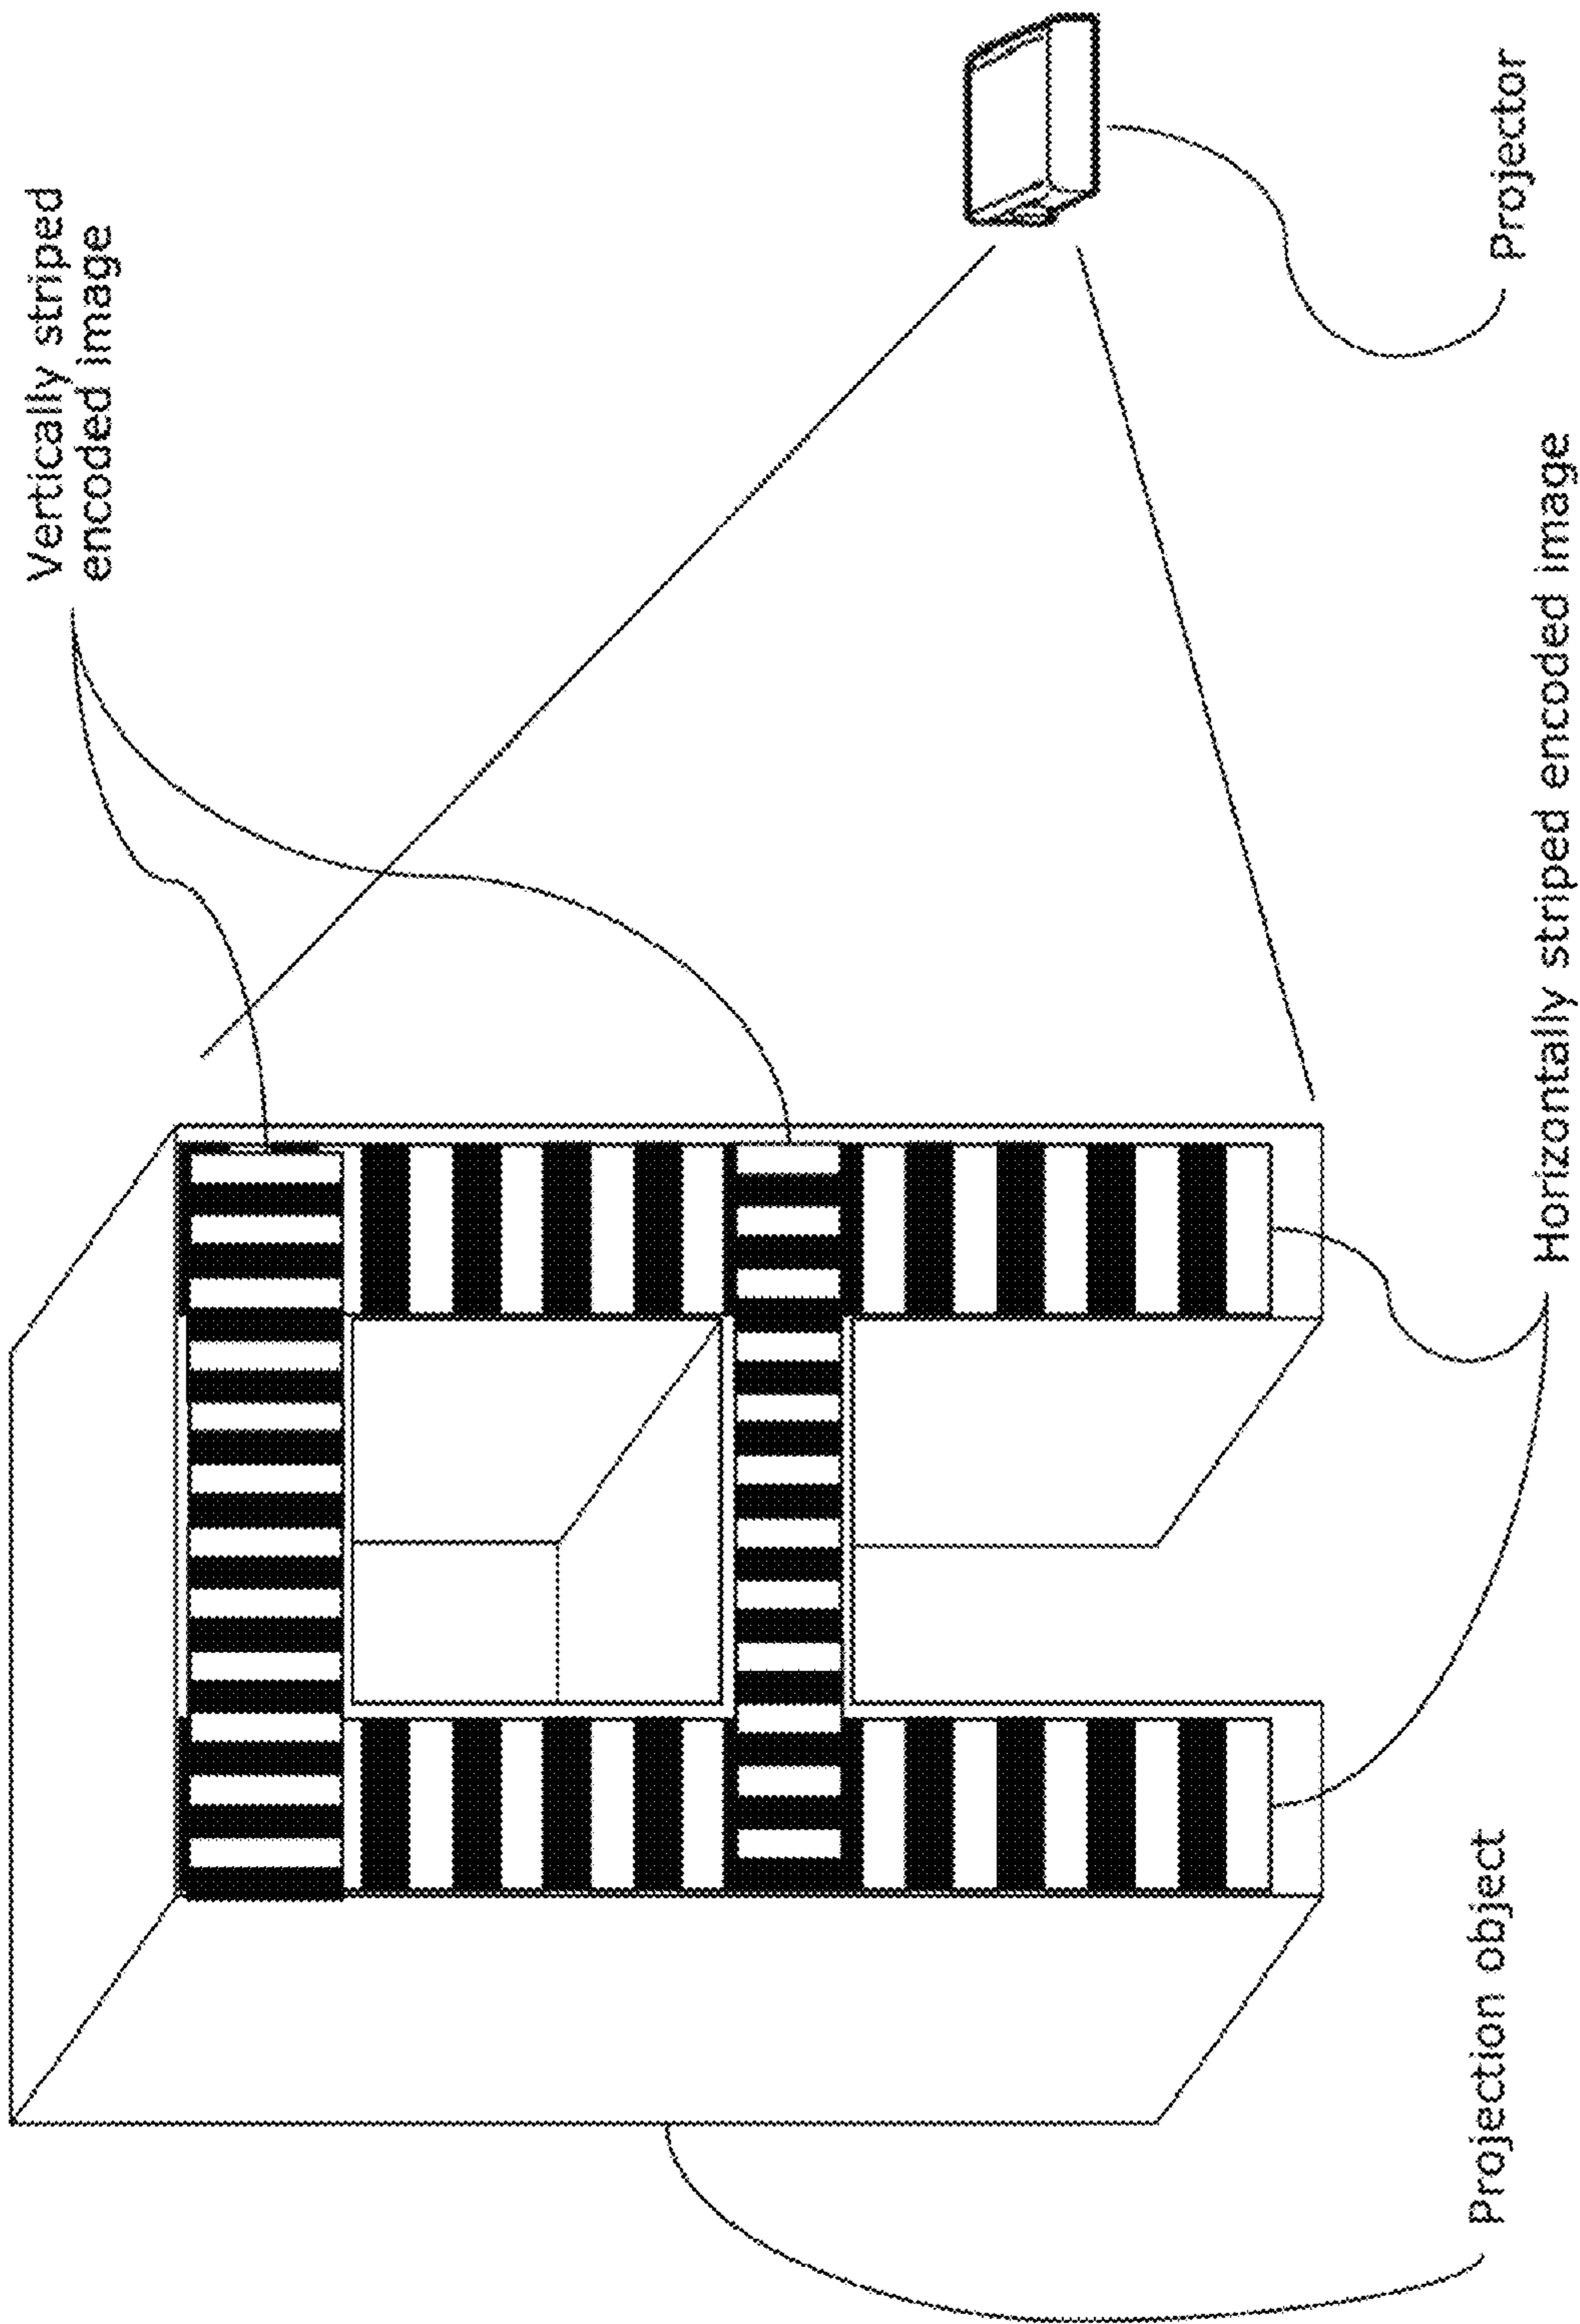 Vertically striped
encoded image
Projector
Horizontally striped encoded image
Projection object